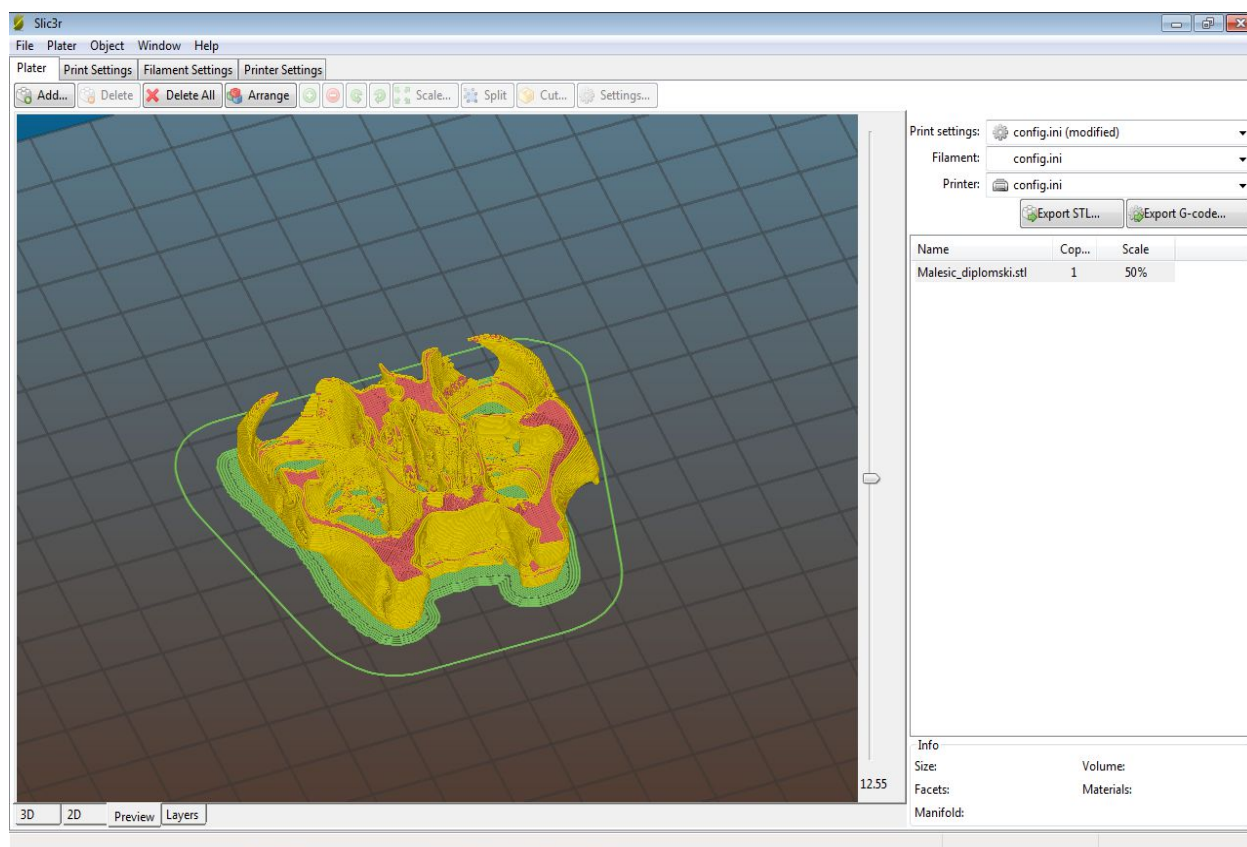 Slic3r
File Plater Object Window Help
Plater Print Settings Filament Settings Printer Settings
Add... Delete Delete All Arrange Scale... Split Cut... Settings...
Print settings: config.ini (modified)
Filament: config.ini
Printer: config.ini
Export STL... Export G-code...
Name Cop... Scale
Malesic_diplomski.stl 1 50%
12.55
Info
Size: Volume:
Facets: Materials:
Manifold:
3D 2D Preview Layers